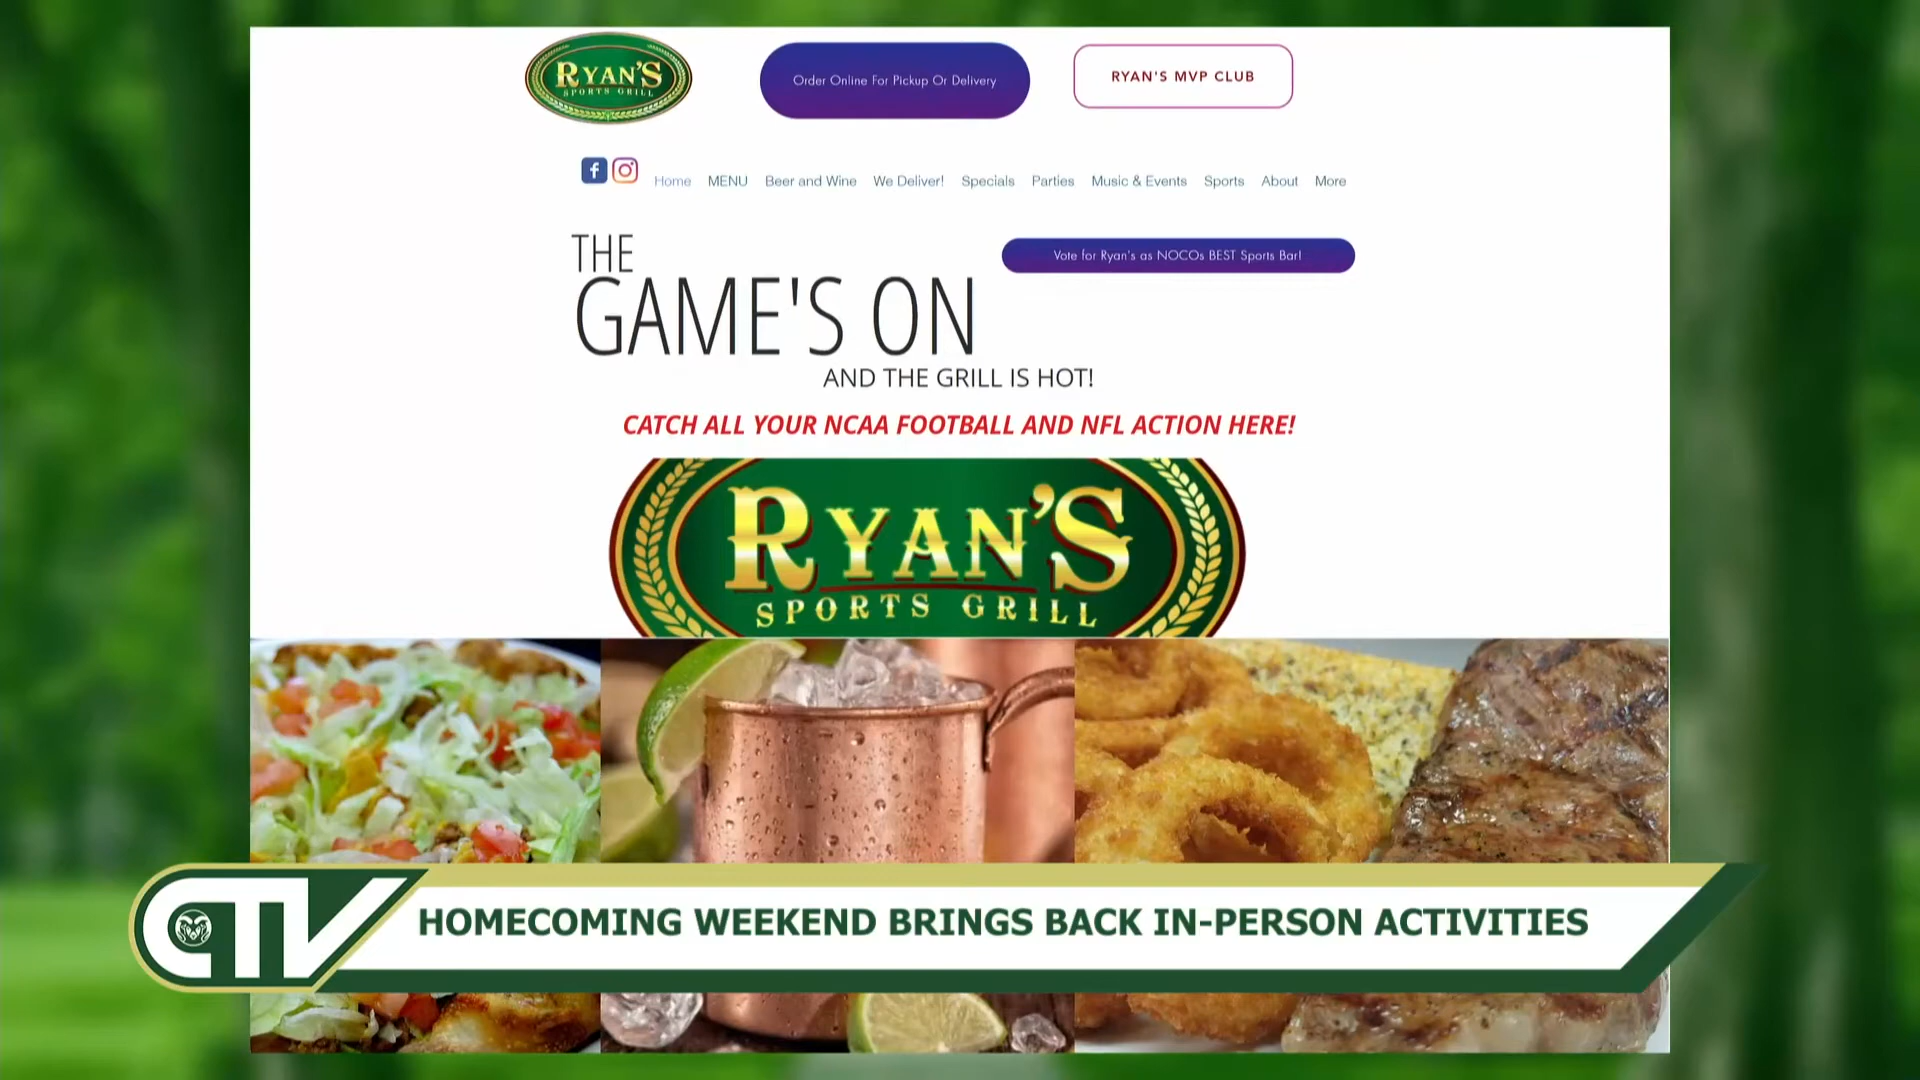 RYAN'S
SPORTS GRILL
Order Online For Pickup Or Delivery
RYAN'S MVP CLUB
Home MENU Beer and Wine We Deliver! Specials Parties Music & Events Sports About More
THE
GAME'S ON
Vote for Ryan's as NOCOs BEST Sports Bar!
AND THE GRILL IS HOT!
CATCH ALL YOUR NCAA FOOTBALL AND NFL ACTION HERE!
RYAN'S
SPORTS GRILL
CTV
HOMECOMING WEEKEND BRINGS BACK IN-PERSON ACTIVITIES